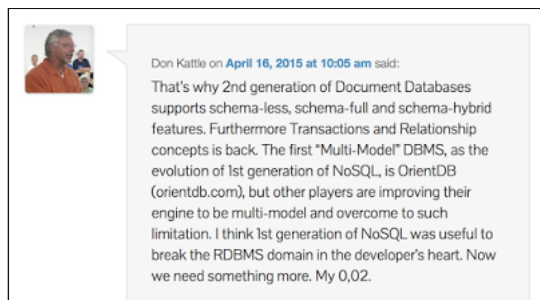 Don Kattle on April 16, 2015 at 10:05 am said:
That's why 2nd generation of Document Databases
supports schema-less, schema-full and schema-hybrid
features. Furthermore Transactions and Relationship
concepts is back. The first "Multi-Model" DBMS, as the
evolution of 1st generation of NoSQL, is OrientDB
(orientdb.com), but other players are improving their
engine to be multi-model and overcome to such
limitation. I think 1st generation of NoSQL was useful to
break the RDBMS domain in the developer's heart. Now
we need something more. My 0,02.